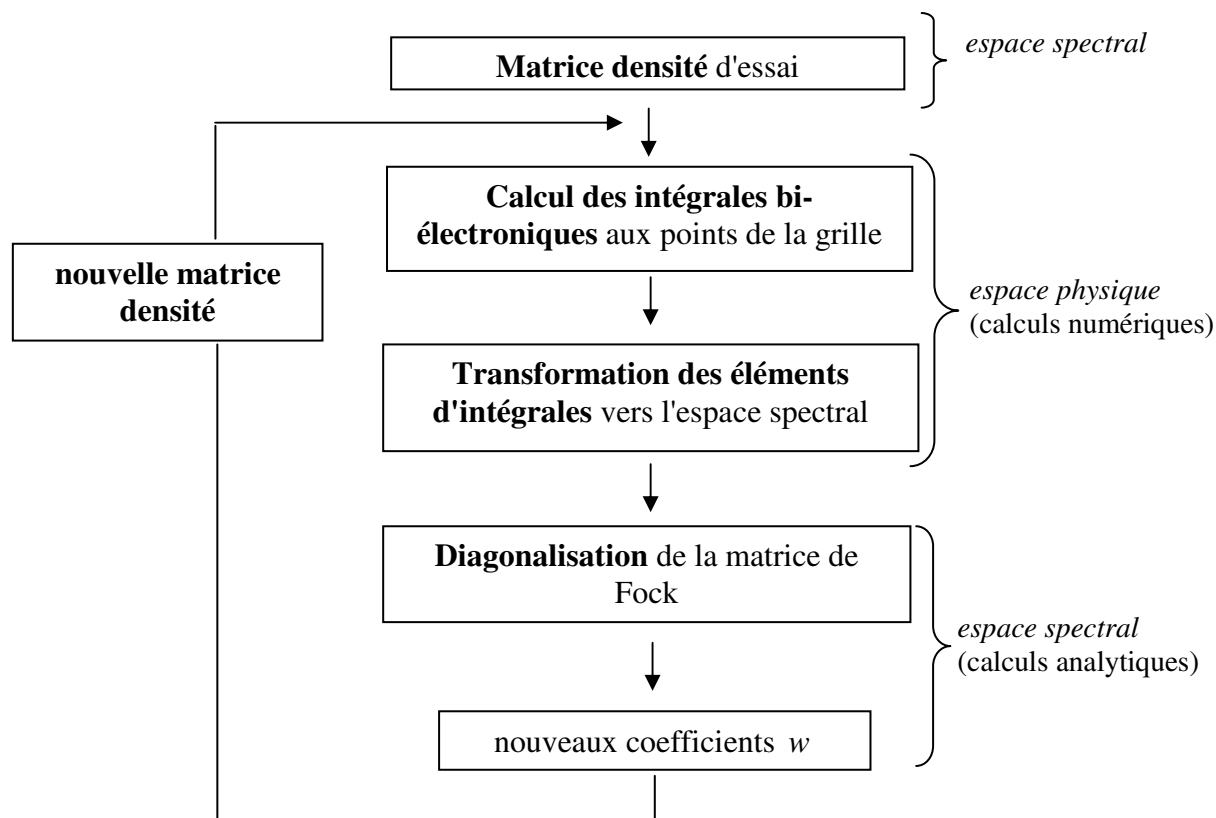 Matrice densité d'essai
espace spectral
Calcul des intégrales bi-
électroniques aux points de la grille
nouvelle matrice
densité
espace physique
(calculs numériques)
Transformation des éléments
d'intégrales vers l'espace spectral
Diagonalisation de la matrice de
Fock
espace spectral
(calculs analytiques)
nouveaux coefficients w